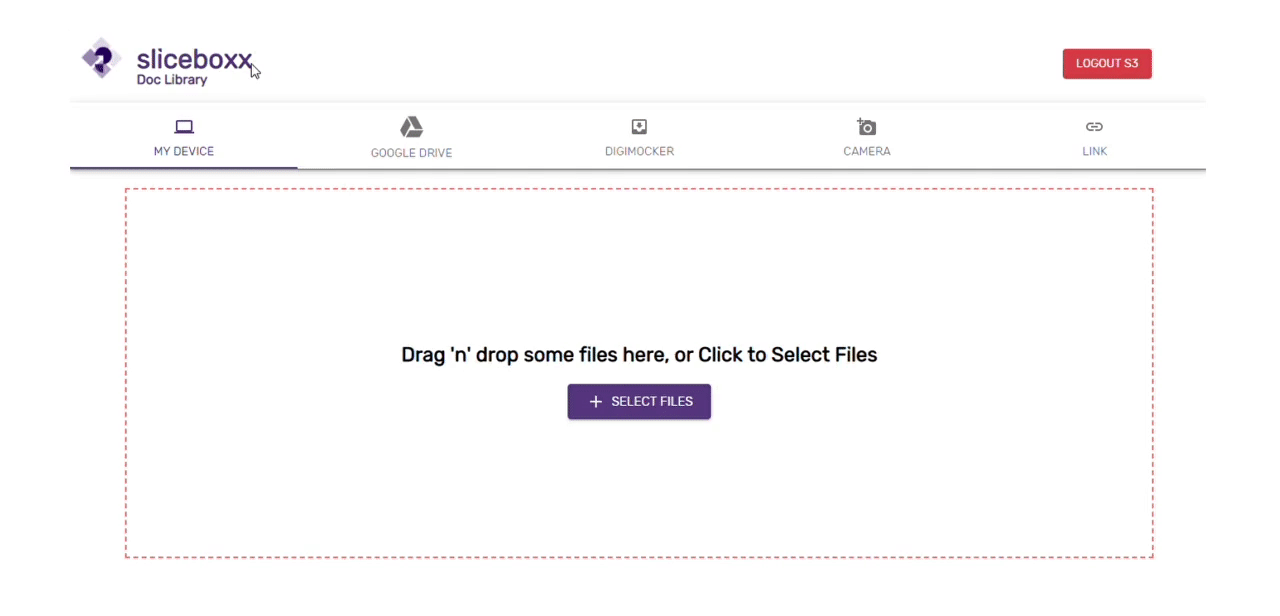 sliceboxx
Doc Library
LOGOUT S3
MY DEVICE
GOOGLE DRIVE
DIGIMOCKER
CAMERA
LINK
Drag 'n' drop some files here, or Click to Select Files
SELECT FILES